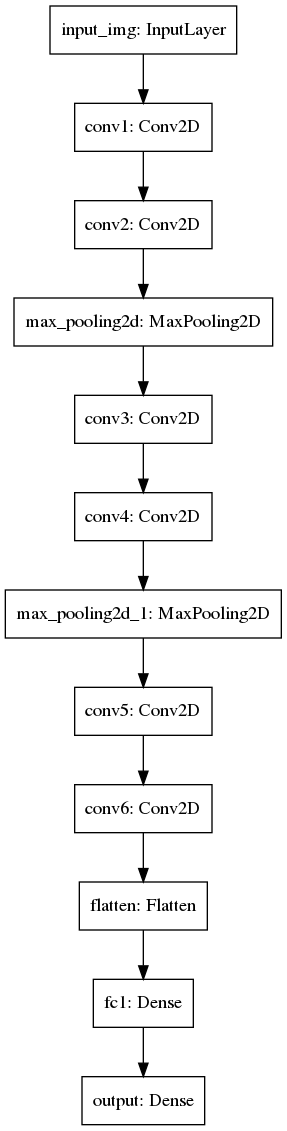 input_img: InputLayer
conv1: Conv2D
conv2: Conv2D
max_pooling2d: MaxPooling2D
conv3: Conv2D
conv4: Conv2D
max_pooling2d_1: MaxPooling2D
conv5: Conv2D
conv6: Conv2D
flatten: Flatten
fc1: Dense
output: Dense